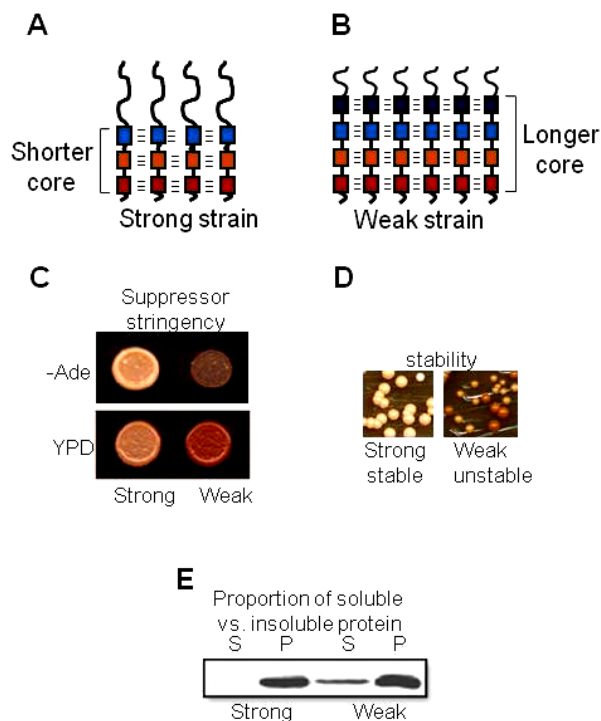 A
B
Shorter
core
Longer
core
Strong strain
Weak strain
C
D
Suppressor
stringency
-Ade
YPD
Strong Weak
stability
Strong
stable
Weak
unstable
E
Proportion of soluble
vs. insoluble protein
S P S P
Strong Weak